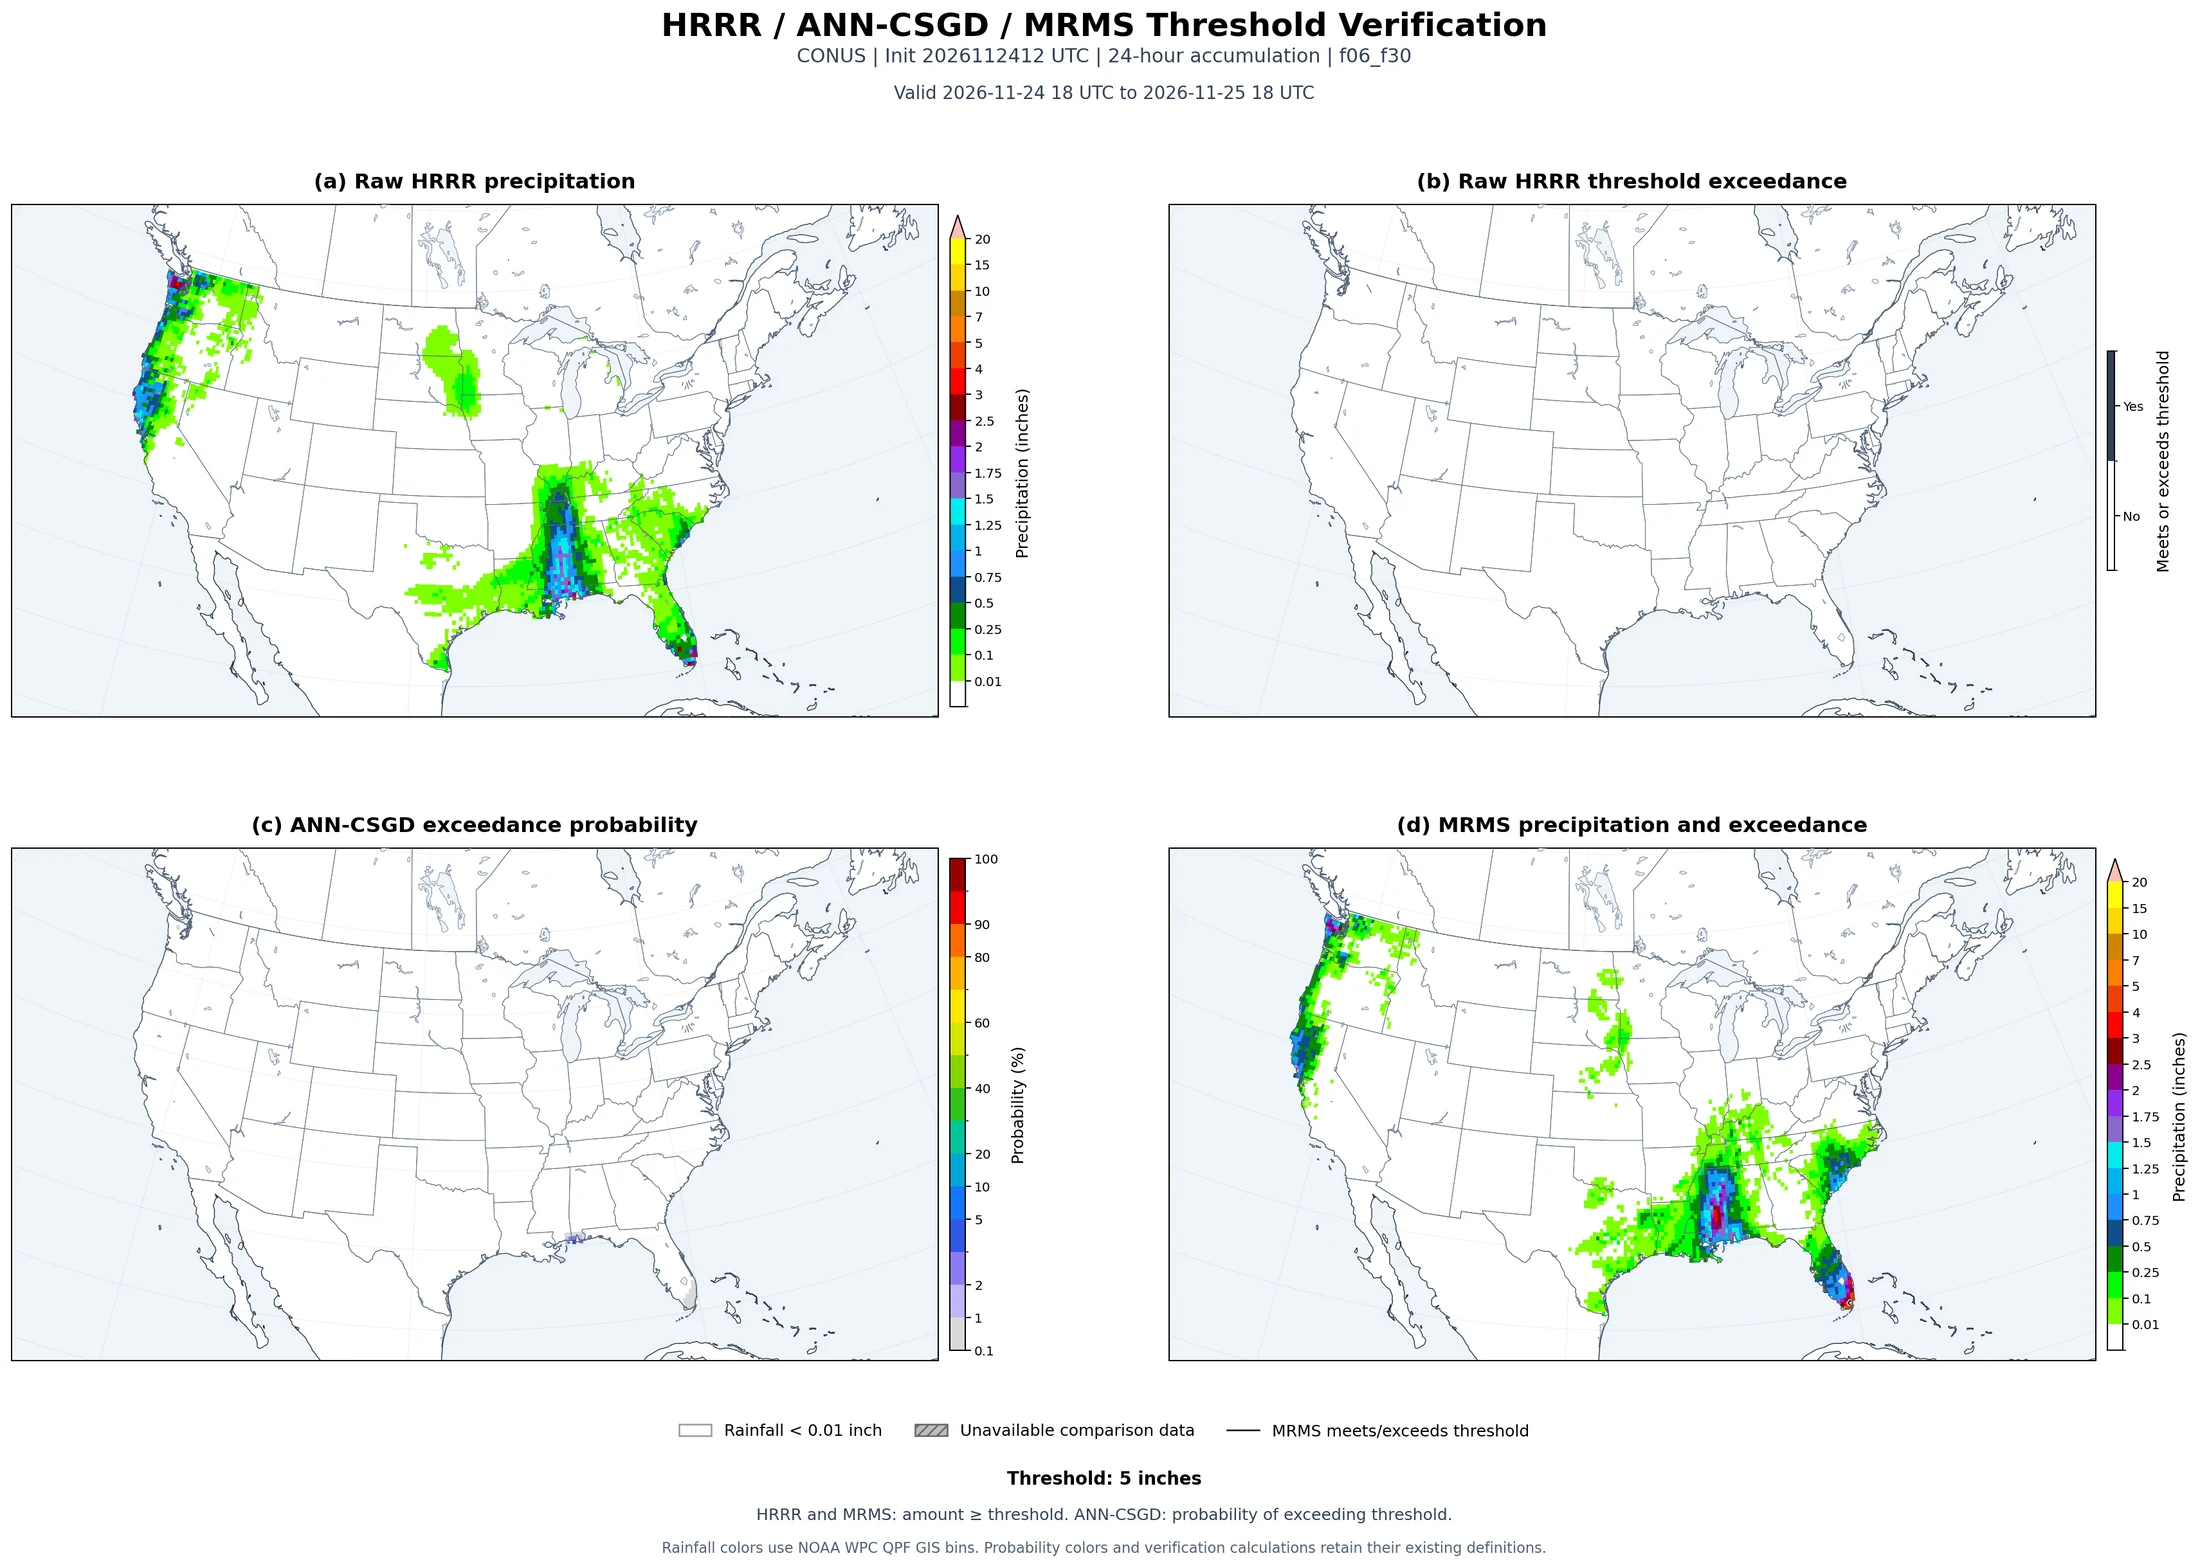 HRRR / ANN-CSGD / MRMS Threshold Verification
CONUS | Init 2026112412 UTC | 24-hour accumulation | f06_f30
Valid 2026-11-24 18 UTC to 2026-11-25 18 UTC
(a) Raw HRRR precipitation
20
15
10
7
5
4
3
2.5
2
1.75
1.5
1.25
1
0.75
0.5
0.25
0.1
0.01
Precipitation (inches)
(b) Raw HRRR threshold exceedance
Yes
No
Meets or exceeds threshold
(c) ANN-CSGD exceedance probability
100
90
80
60
40
20
10
5
2
1
0.1
Probability (%)
(d) MRMS precipitation and exceedance
20
15
10
7
5
4
3
2.5
2
1.75
1.5
1.25
1
0.75
0.5
0.25
0.1
0.01
Precipitation (inches)
Rainfall < 0.01 inch
Unavailable comparison data
MRMS meets/exceeds threshold
Threshold: 5 inches
HRRR and MRMS: amount ≥ threshold. ANN-CSGD: probability of exceeding threshold.
Rainfall colors use NOAA WPC QPF GIS bins. Probability colors and verification calculations retain their existing definitions.